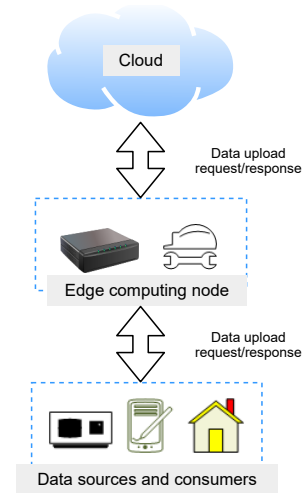 Cloud
Data upload
request/response
Edge computing node
Data upload
request/response
Data sources and consumers